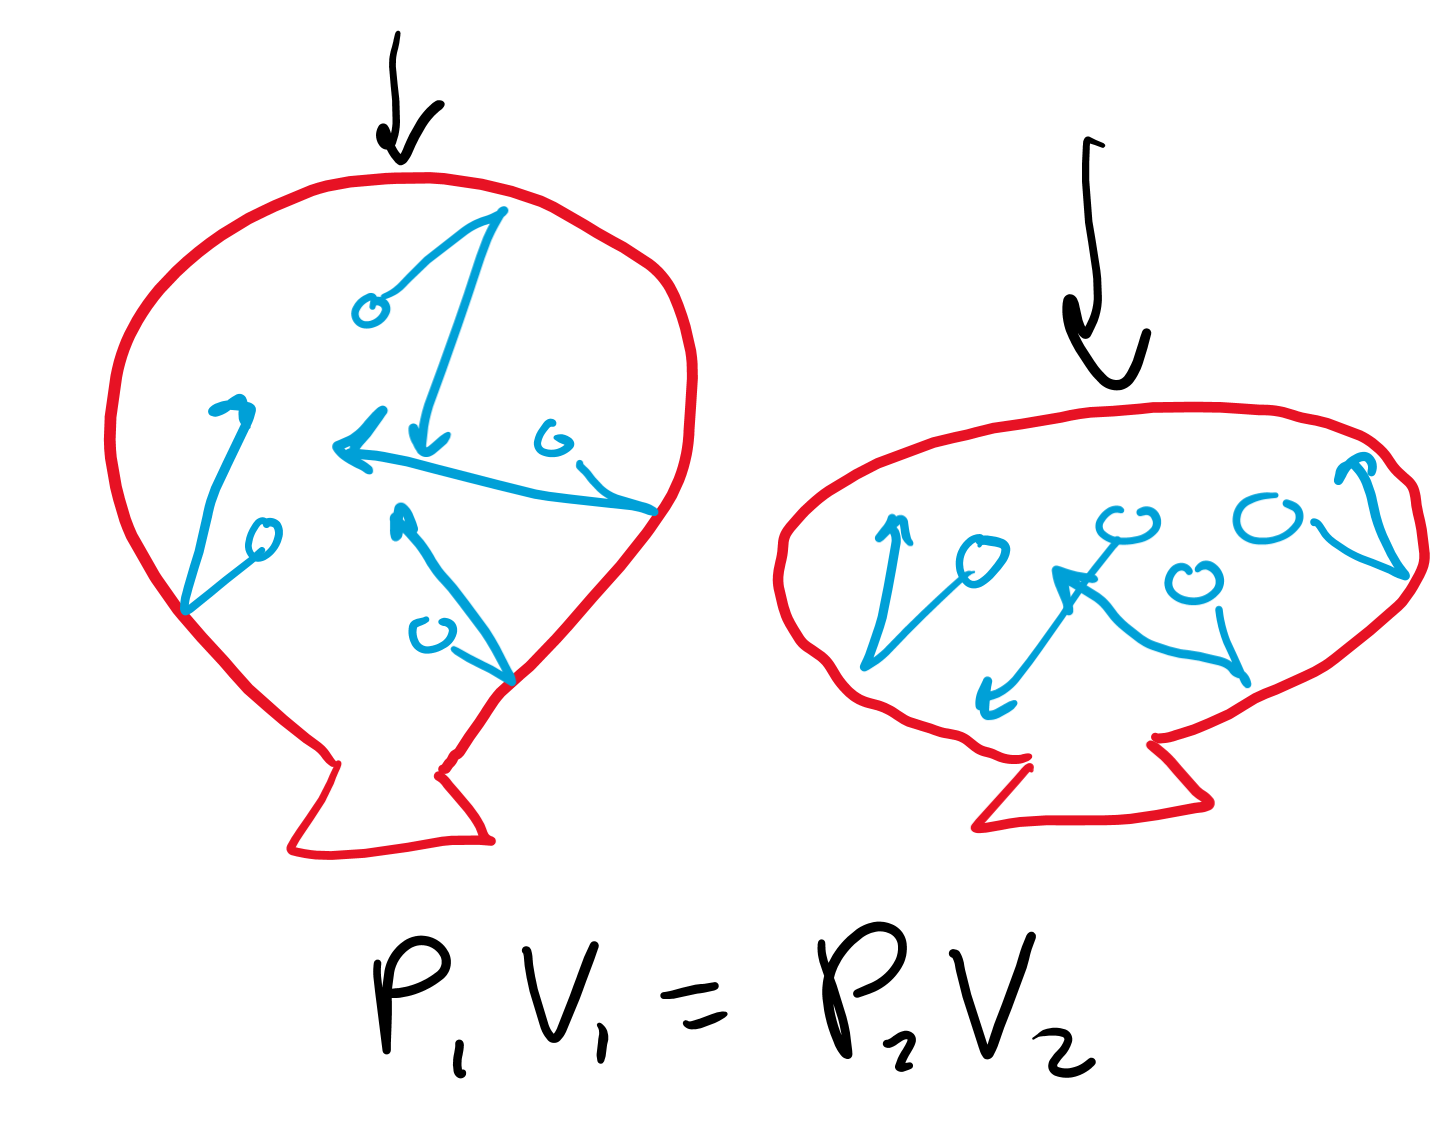 P₁V₁ = P₂V₂